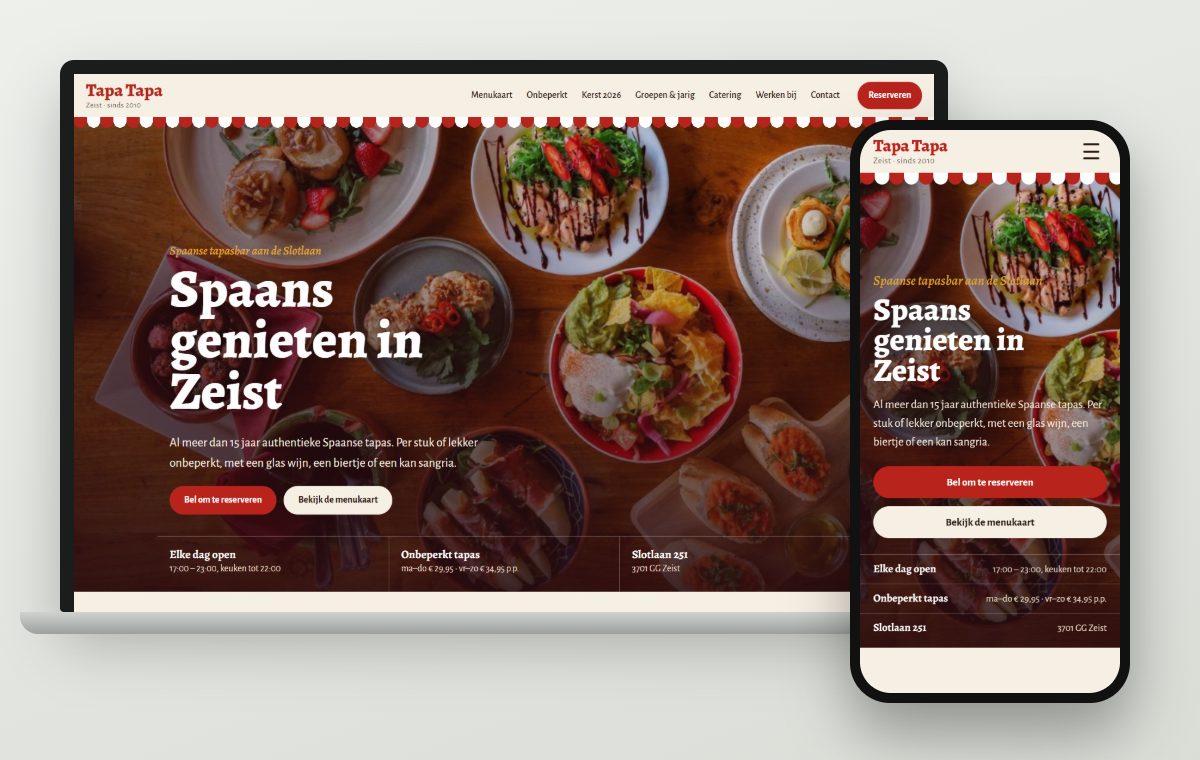 Tapa Tapa
Zeist · sinds 2010
Menukaart Onbeperkt Kerst 2026 Groepen & jarig Catering Werken bij Contact Reserveren
Spaanse tapasbar aan de Slotlaan
Spaans
genieten in
Zeist
Al meer dan 15 jaar authentieke Spaanse tapas. Per stuk of lekker
onbeperkt, met een glas wijn, een biertje of een kan sangria.
Bel om te reserveren Bekijk de menukaart
Elke dag open
17:00 – 23:00, keuken tot 22:00
Onbeperkt tapas
ma–do € 29,95 · vr–zo € 34,95 p.p.
Slotlaan 251
3701 GG Zeist
Tapa Tapa
Zeist · sinds 2010
Spaanse tapasbar aan de Slotlaan
Spaans
genieten in
Zeist
Al meer dan 15 jaar authentieke Spaanse tapas. Per
stuk of lekker onbeperkt, met een glas wijn, een
biertje of een kan sangria.
Bel om te reserveren
Bekijk de menukaart
Elke dag open 17:00 – 23:00, keuken tot 22:00
Onbeperkt tapas ma–do € 29,95 · vr–zo € 34,95 p.p.
Slotlaan 251 3701 GG Zeist